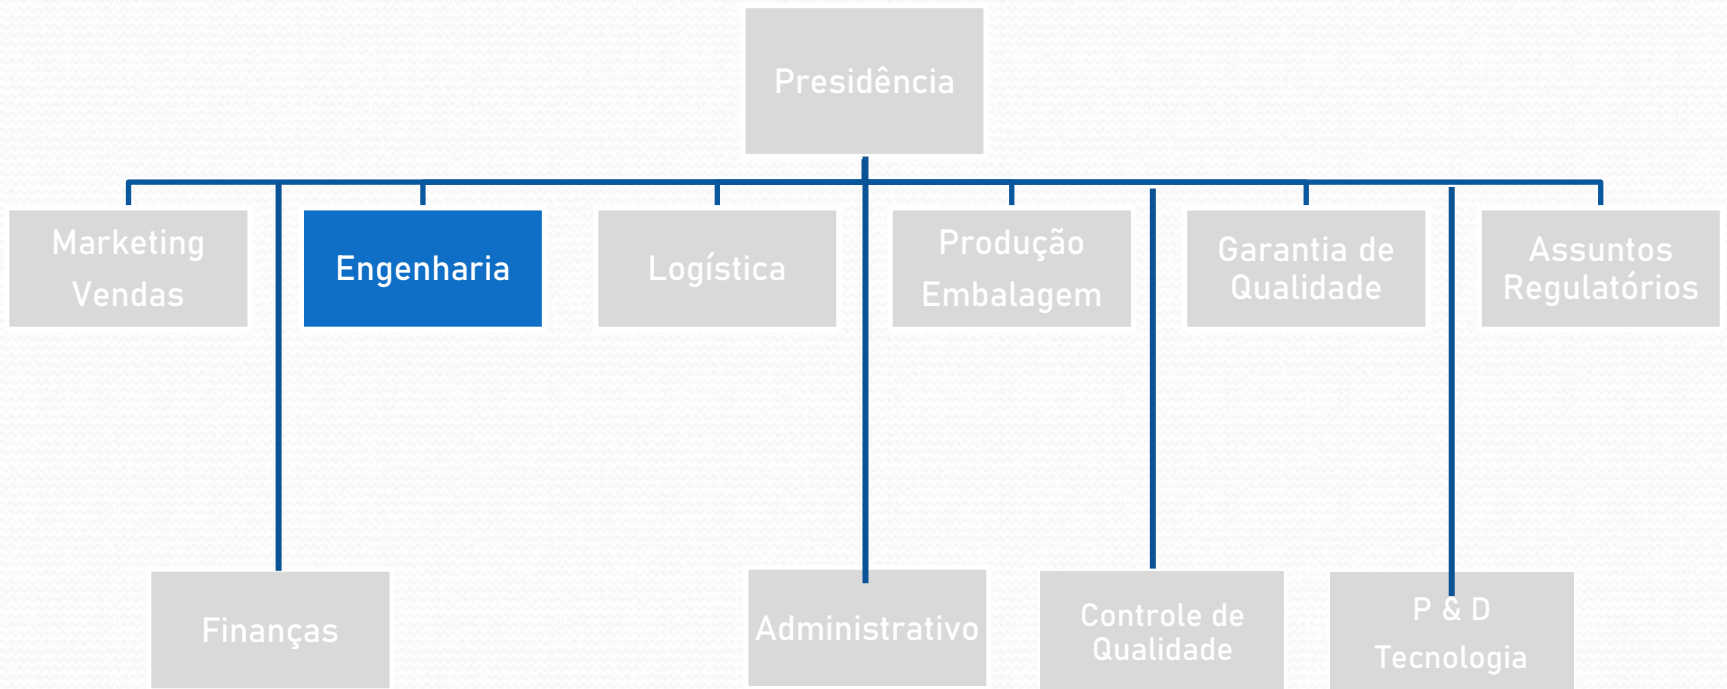 Presidência
Marketing
Vendas
Engenharia
Logística
Produção
Embalagem
Garantia de
Qualidade
Assuntos
Regulatórios
Finanças
Administrativo
Controle de
Qualidade
P & D
Tecnologia